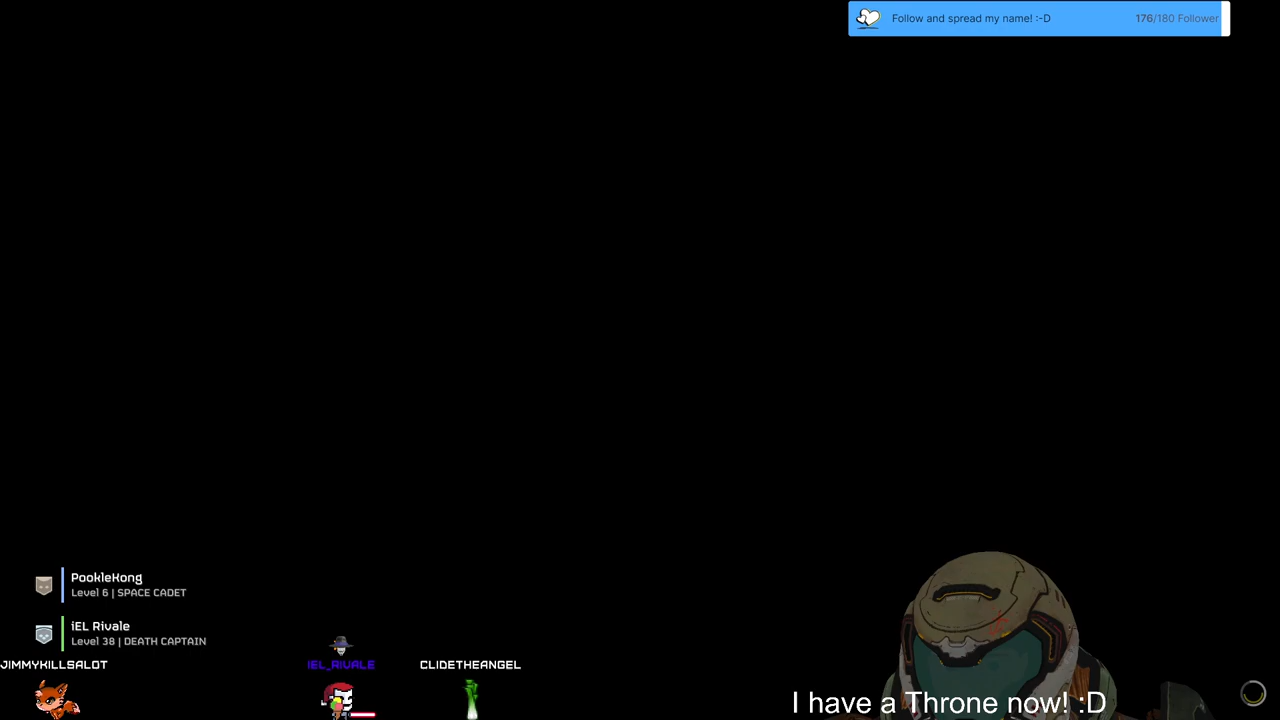 Follow and spread my name! :-D 176/180 Follower
PookleKong
Level 6 | SPACE CADET
iEL Rivale
Level 38 | DEATH CAPTAIN
JIMMYKILLSALOT IEL_RIVALE CLIDETHEANGEL
I have a Throne now! :D